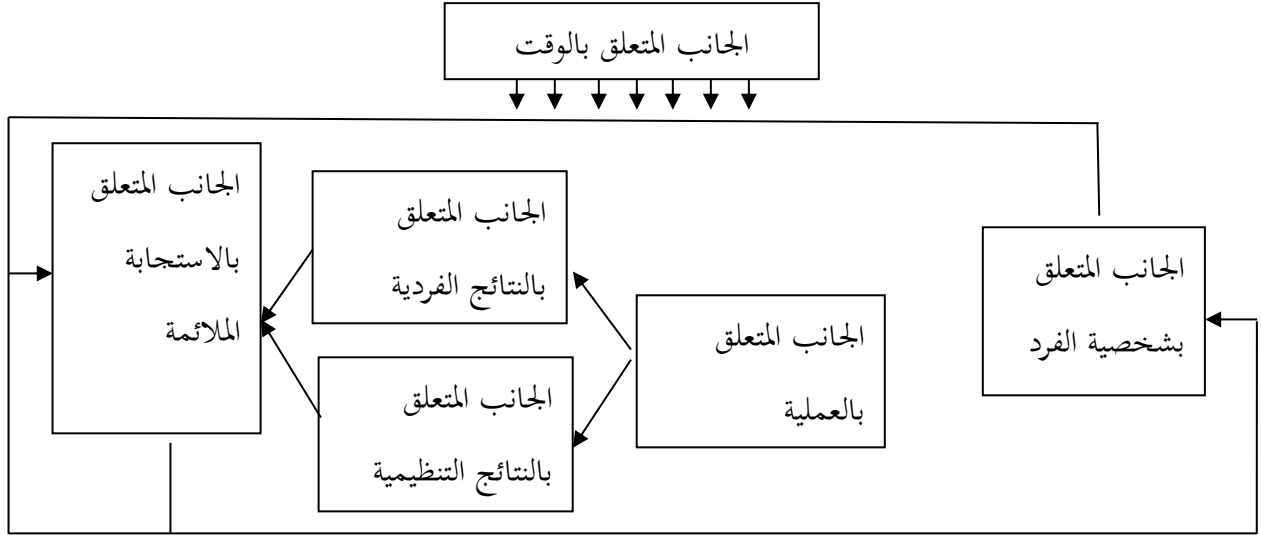 الجانب المتعلق بالوقت
الجانب المتعلق
بشخصية الفرد
الجانب المتعلق
بالعملية
الجانب المتعلق
بالنتائج الفردية
الجانب المتعلق
بالنتائج التنظيمية
الجانب المتعلق
بالاستجابة
الملائمة